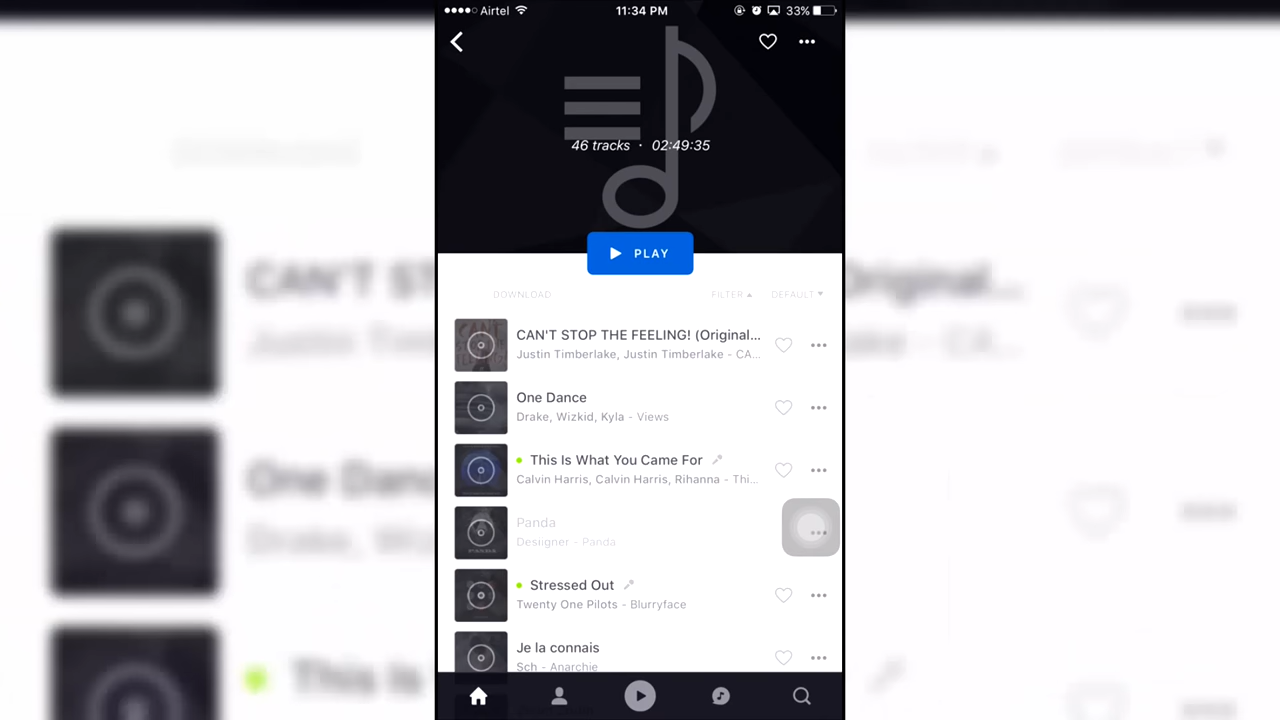 Airtel 11:34 PM 33%
46 tracks · 02:49:35
PLAY
DOWNLOAD FILTER DEFAULT
CAN'T STOP THE FEELING! (Original...
Justin Timberlake, Justin Timberlake - CA...
One Dance
Drake, Wizkid, Kyla - Views
This Is What You Came For
Calvin Harris, Calvin Harris, Rihanna - Thi...
Panda
Desiigner - Panda
Stressed Out
Twenty One Pilots - Blurryface
Je la connais
Sch - Anarchie